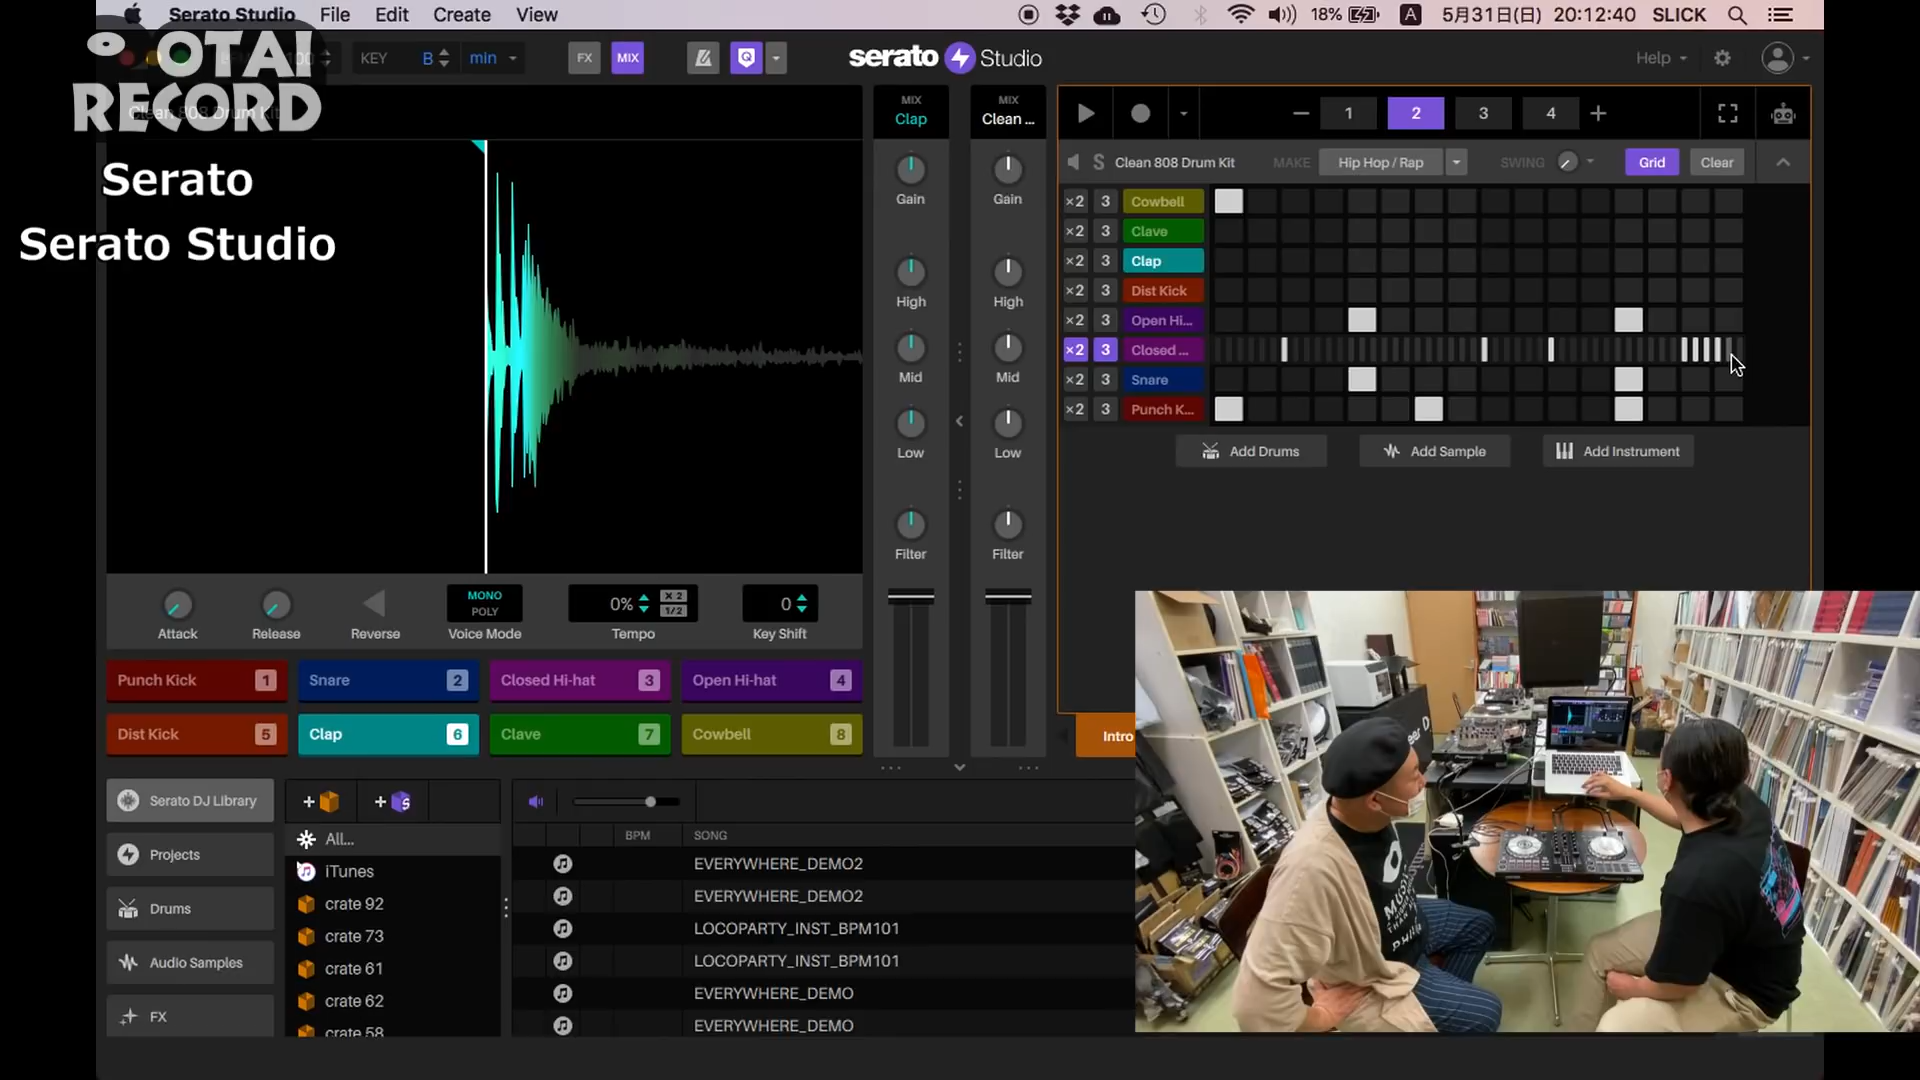 Serato Studio File Edit Create View 18% A 5月31日(日) 20:12:40 SLICK
OTAI
RECORD
Serato
Serato Studio
KEY B min FX MIX serato Studio Help
MIX
Clap
MIX
Clean ...
1 2 3 4
S Clean 808 Drum Kit MAKE Hip Hop / Rap SWING Grid Clear
×2 3 Cowbell
×2 3 Clave
×2 3 Clap
×2 3 Dist Kick
×2 3 Open Hi...
×2 3 Closed ...
×2 3 Snare
×2 3 Punch K...
Add Drums Add Sample Add Instrument
Gain Gain
High High
Mid Mid
Low Low
Filter Filter
MONO
POLY
0% X 2
1/2
0
Attack Release Reverse Voice Mode Tempo Key Shift
Punch Kick 1 Snare 2 Closed Hi-hat 3 Open Hi-hat 4
Dist Kick 5 Clap 6 Clave 7 Cowbell 8
Intro
Serato DJ Library
Projects
Drums
Audio Samples
FX
All...
iTunes
crate 92
crate 73
crate 61
crate 62
crate 58
BPM SONG
EVERYWHERE_DEMO2
EVERYWHERE_DEMO2
LOCOPARTY_INST_BPM101
LOCOPARTY_INST_BPM101
EVERYWHERE_DEMO
EVERYWHERE_DEMO